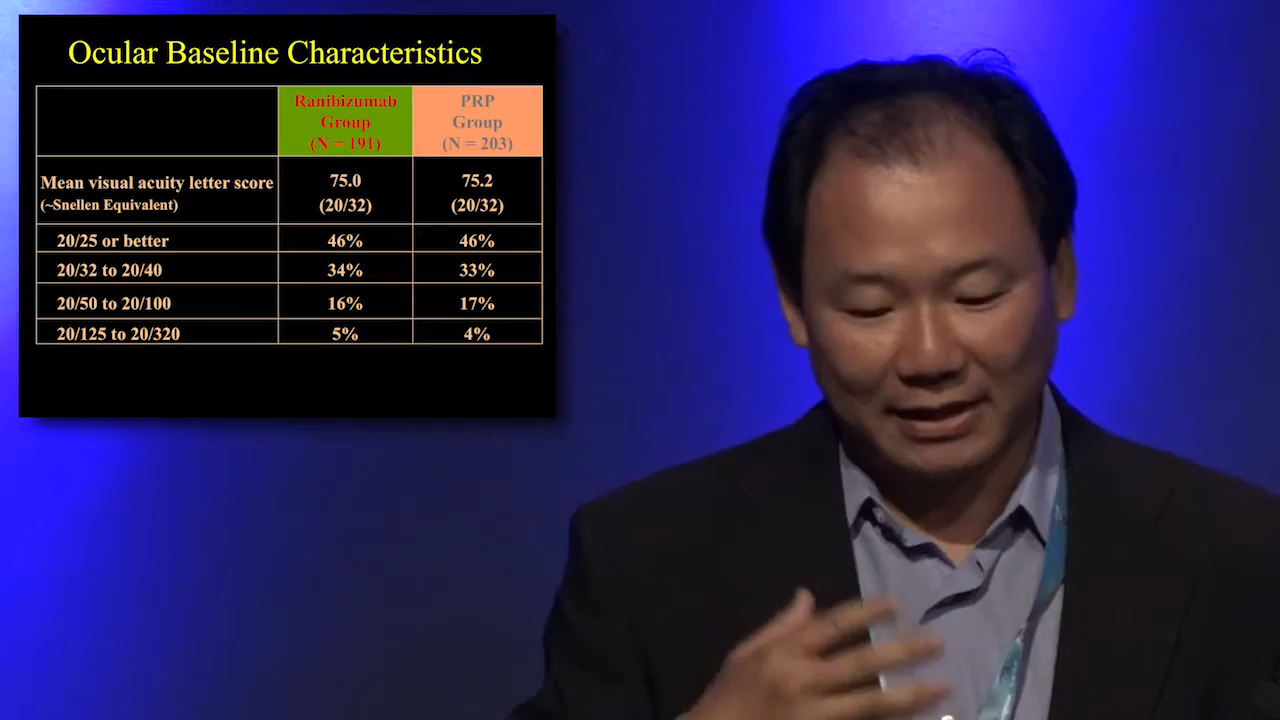 Ocular Baseline Characteristics
Ranibizumab Group (N = 191) PRP Group (N = 203)
Mean visual acuity letter score (~Snellen Equivalent) 75.0 (20/32) 75.2 (20/32)
20/25 or better 46% 46%
20/32 to 20/40 34% 33%
20/50 to 20/100 16% 17%
20/125 to 20/320 5% 4%